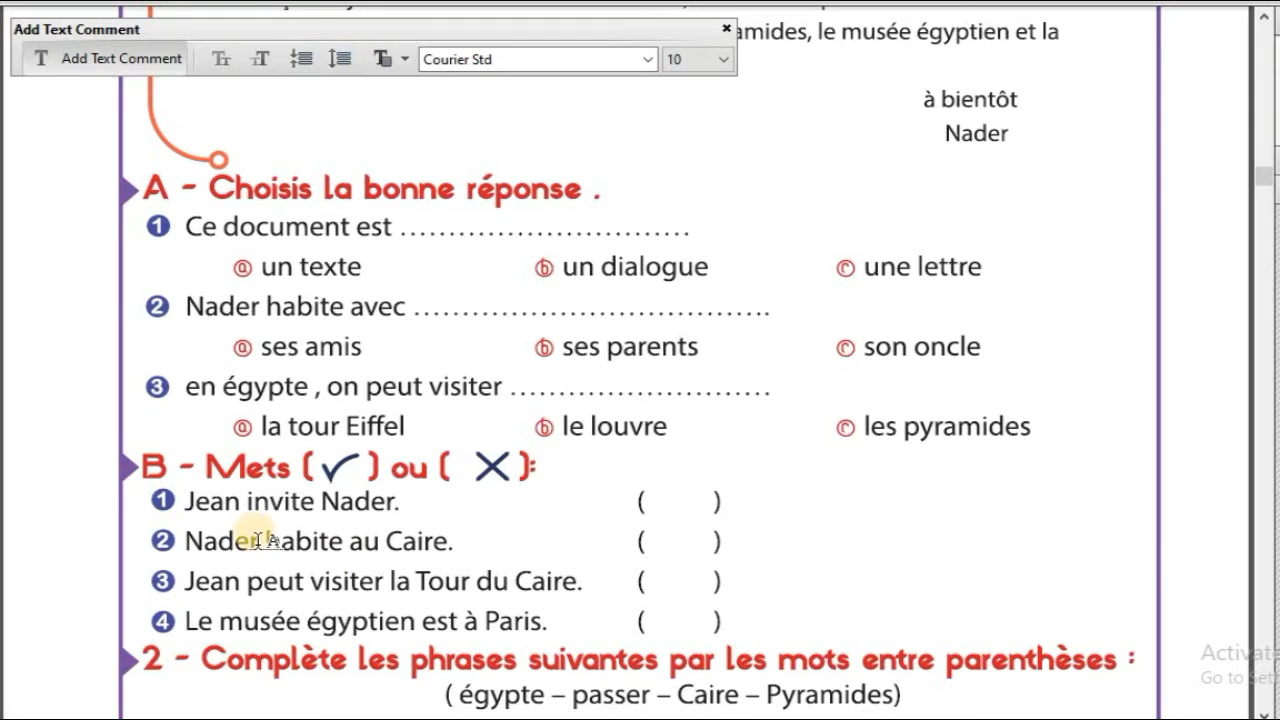 Add Text Comment
Add Text Comment Courier Std 10
amides, le musée égyptien et la
à bientôt
Nader
A - Choisis la bonne réponse .
1 Ce document est ..............................
a un texte b un dialogue c une lettre
2 Nader habite avec .....................................
a ses amis b ses parents c son oncle
3 en égypte , on peut visiter ...........................
a la tour Eiffel b le louvre c les pyramides
B - Mets ( ✓ ) ou ( ✗ ):
1 Jean invite Nader. ( )
2 Nader habite au Caire. ( )
3 Jean peut visiter la Tour du Caire. ( )
4 Le musée égyptien est à Paris. ( )
2 - Complète les phrases suivantes par les mots entre parenthèses :
( égypte – passer – Caire – Pyramides)
Activate
Go to Set